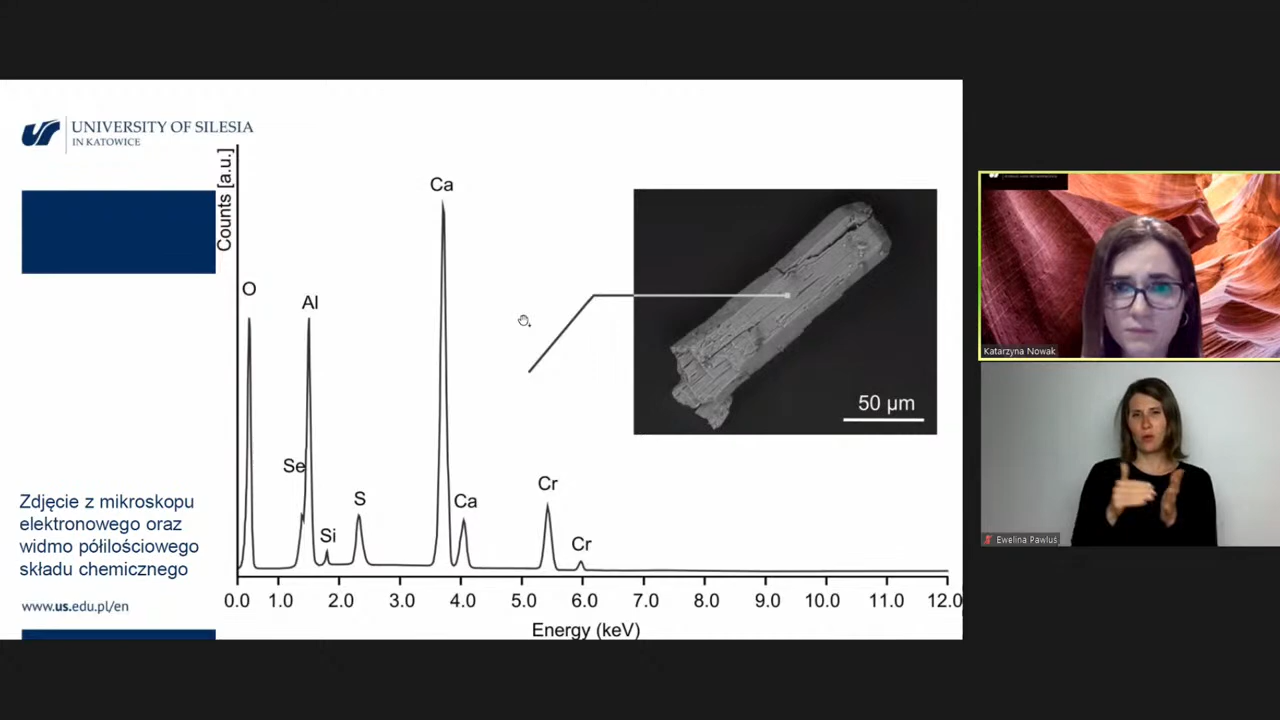 UNIVERSITY OF SILESIA
IN KATOWICE
Zdjęcie z mikroskopu
elektronowego oraz
widmo półilościowego
składu chemicznego
www.us.edu.pl/en
Counts [a.u.]
O
Al
Se
Si
S
Ca
Ca
Cr
Cr
0.0 1.0 2.0 3.0 4.0 5.0 6.0 7.0 8.0 9.0 10.0 11.0 12.0
Energy (keV)
50 µm
Katarzyna Nowak
Ewelina Pawluś